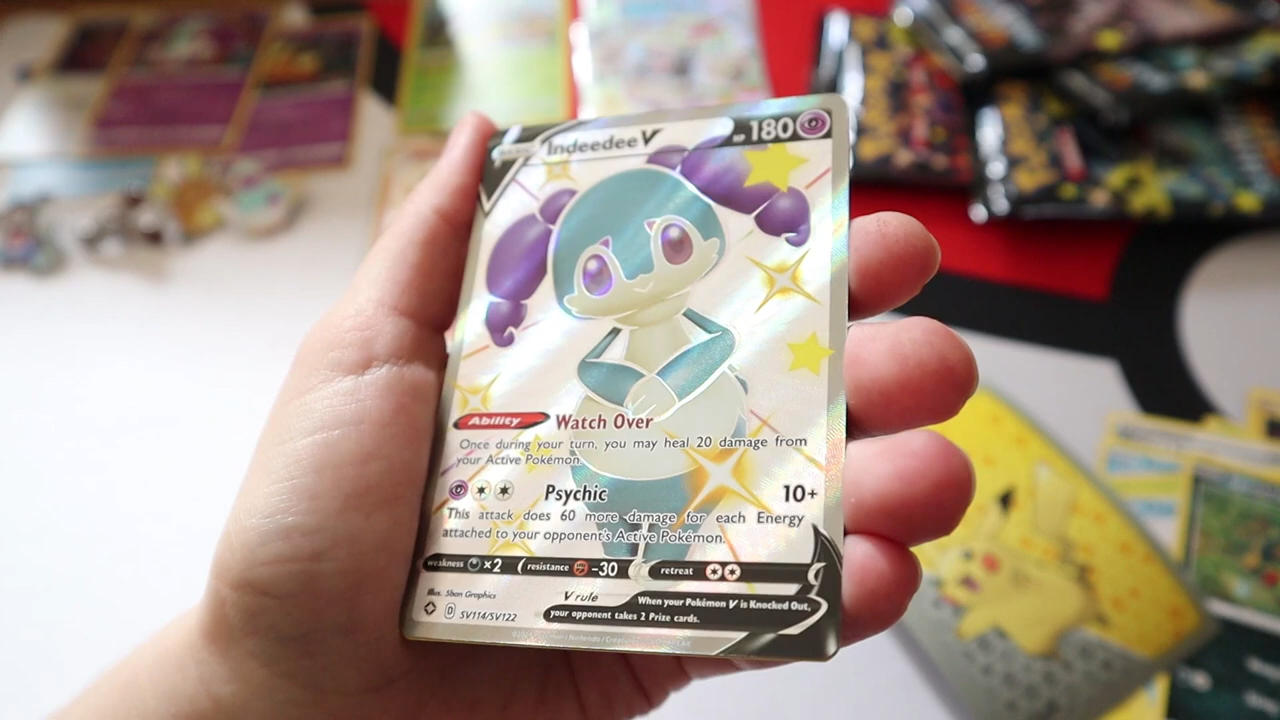 Indeedee V HP 180
Ability Watch Over
Once during your turn, you may heal 20 damage from
your Active Pokémon.
Psychic 10+
This attack does 60 more damage for each Energy
attached to your opponent's Active Pokémon.
weakness ×2 resistance -30 retreat
Illus. 5ban Graphics V rule When your Pokémon V is Knocked Out,
D SV114/SV122 your opponent takes 2 Prize cards.